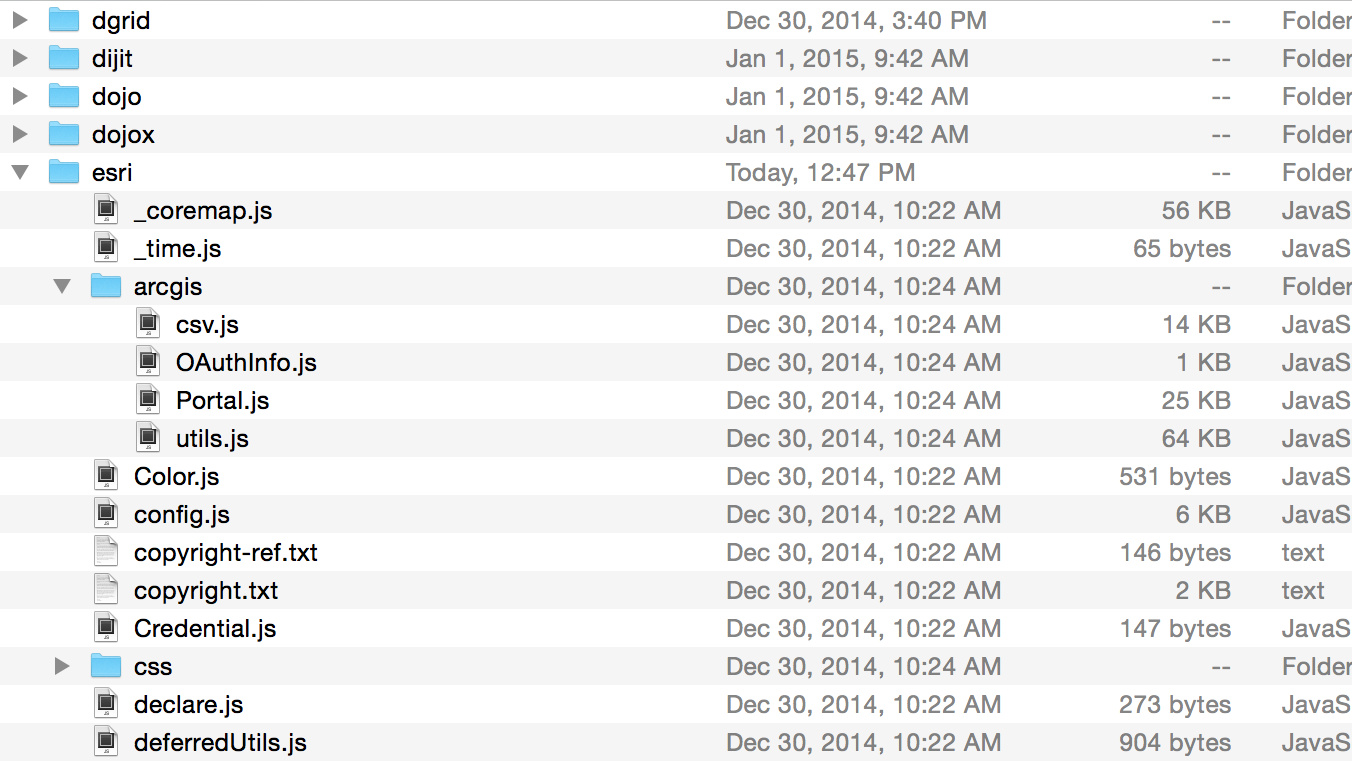 dgrid Dec 30, 2014, 3:40 PM -- Folder
dijit Jan 1, 2015, 9:42 AM -- Folder
dojo Jan 1, 2015, 9:42 AM -- Folder
dojox Jan 1, 2015, 9:42 AM -- Folder
esri Today, 12:47 PM -- Folder
_coremap.js Dec 30, 2014, 10:22 AM 56 KB JavaS
_time.js Dec 30, 2014, 10:22 AM 65 bytes JavaS
arcgis Dec 30, 2014, 10:24 AM -- Folder
csv.js Dec 30, 2014, 10:24 AM 14 KB JavaS
OAuthInfo.js Dec 30, 2014, 10:24 AM 1 KB JavaS
Portal.js Dec 30, 2014, 10:24 AM 25 KB JavaS
utils.js Dec 30, 2014, 10:24 AM 64 KB JavaS
Color.js Dec 30, 2014, 10:22 AM 531 bytes JavaS
config.js Dec 30, 2014, 10:22 AM 6 KB JavaS
copyright-ref.txt Dec 30, 2014, 10:22 AM 146 bytes text
copyright.txt Dec 30, 2014, 10:22 AM 2 KB text
Credential.js Dec 30, 2014, 10:22 AM 147 bytes JavaS
css Dec 30, 2014, 10:24 AM -- Folder
declare.js Dec 30, 2014, 10:22 AM 273 bytes JavaS
deferredUtils.js Dec 30, 2014, 10:22 AM 904 bytes JavaS